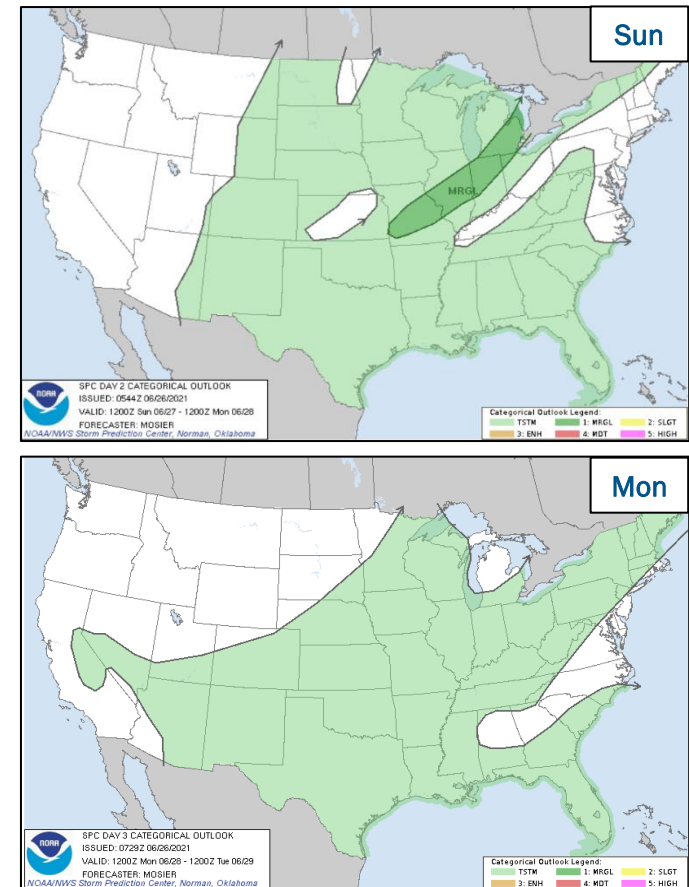 Sun
MRGL
NOAA
SPC DAY 2 CATEGORICAL OUTLOOK
ISSUED: 0544Z 06/26/2021
VALID: 1200Z Sun 06/27 - 1200Z Mon 06/28
FORECASTER: MOSIER
NOAA/NWS Storm Prediction Center, Norman, Oklahoma
Categorical Outlook Legend:
TSTM 1: MRGL 2: SLGT
3: ENH 4: MDT 5: HIGH
Mon
NOAA
SPC DAY 3 CATEGORICAL OUTLOOK
ISSUED: 0729Z 06/26/2021
VALID: 1200Z Mon 06/28 - 1200Z Tue 06/29
FORECASTER: MOSIER
NOAA/NWS Storm Prediction Center, Norman, Oklahoma
Categorical Outlook Legend:
TSTM 1: MRGL 2: SLGT
3: ENH 4: MDT 5: HIGH